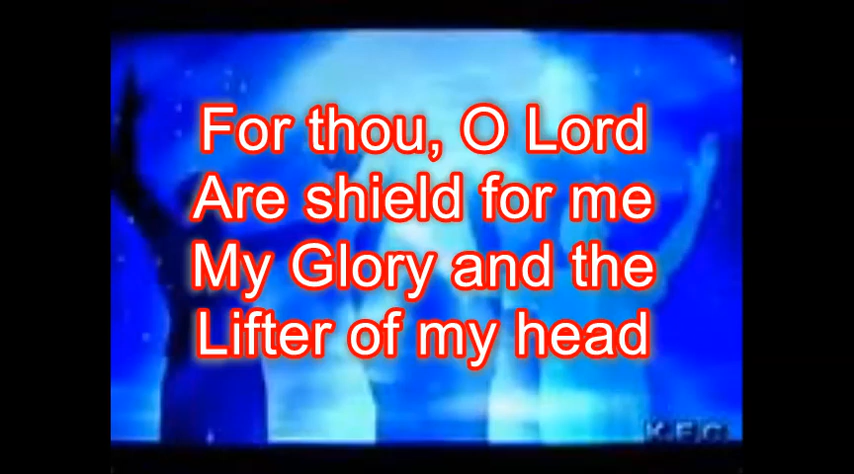 For thou, O Lord
Are shield for me
My Glory and the
Lifter of my head